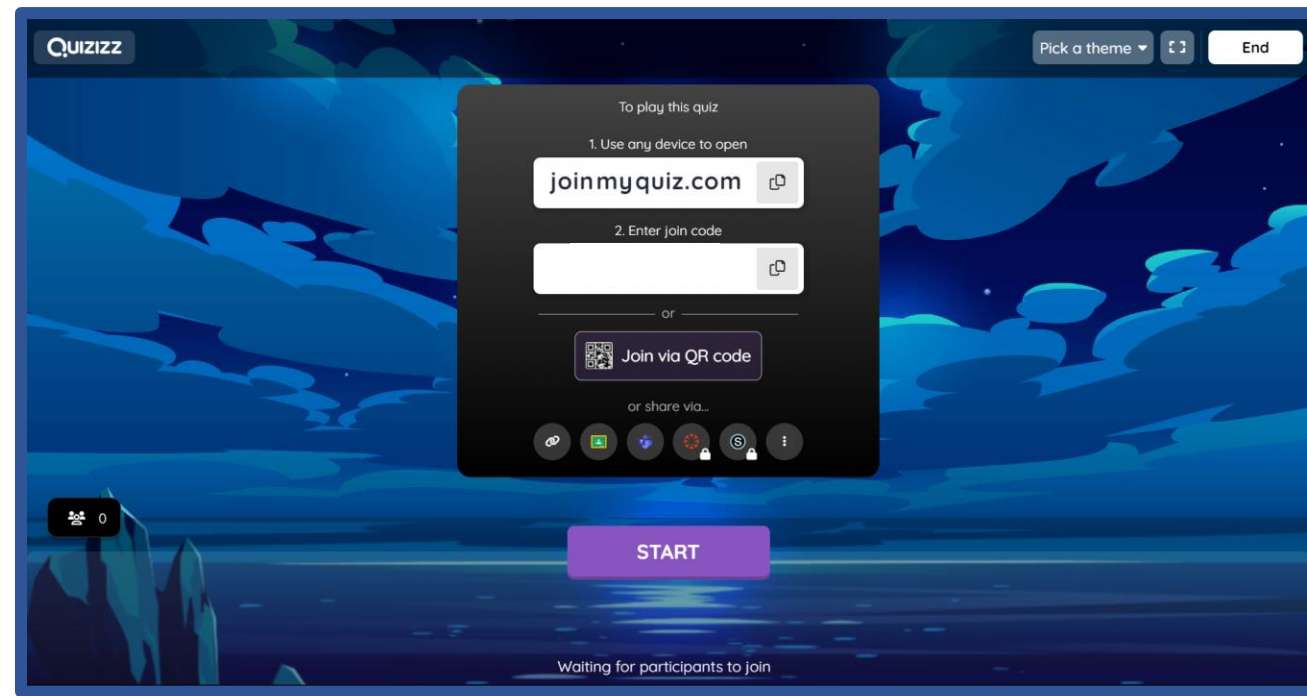 Quizizz
Pick a theme
End
To play this quiz
1. Use any device to open
joinmyquiz.com
2. Enter join code
or
Join via QR code
or share via...
S
0
START
Waiting for participants to join